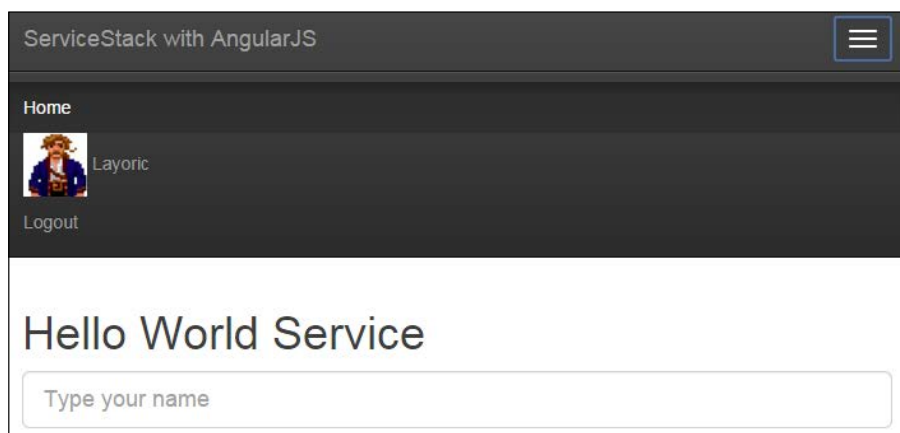 ServiceStack with AngularJS
Home
Layoric
Logout
Hello World Service
Type your name